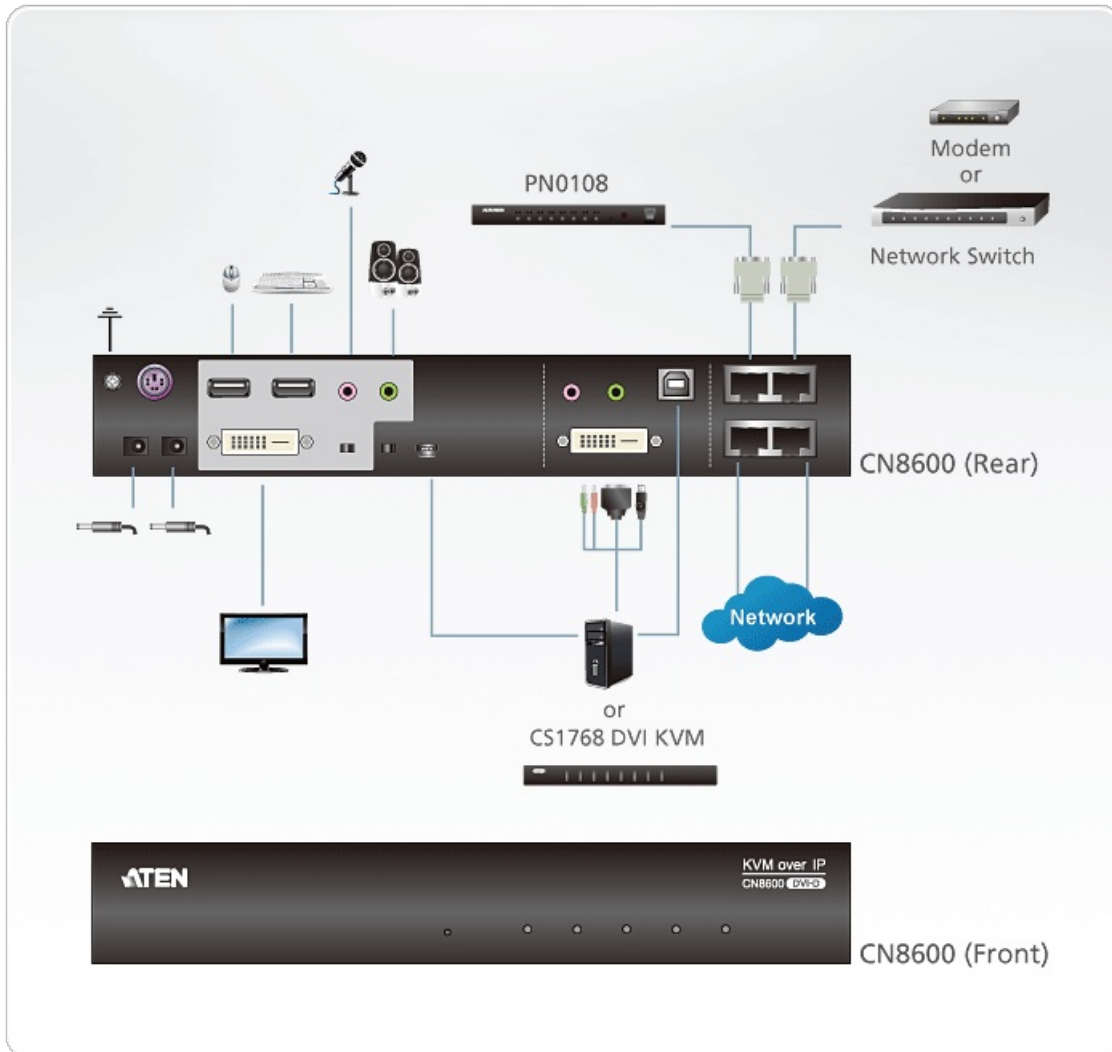 Modem
or
Network Switch
PN0108
CN8600 (Rear)
Network
or
CS1768 DVI KVM
ATEN
KVM over IP
CN8600 DVI-D
CN8600 (Front)